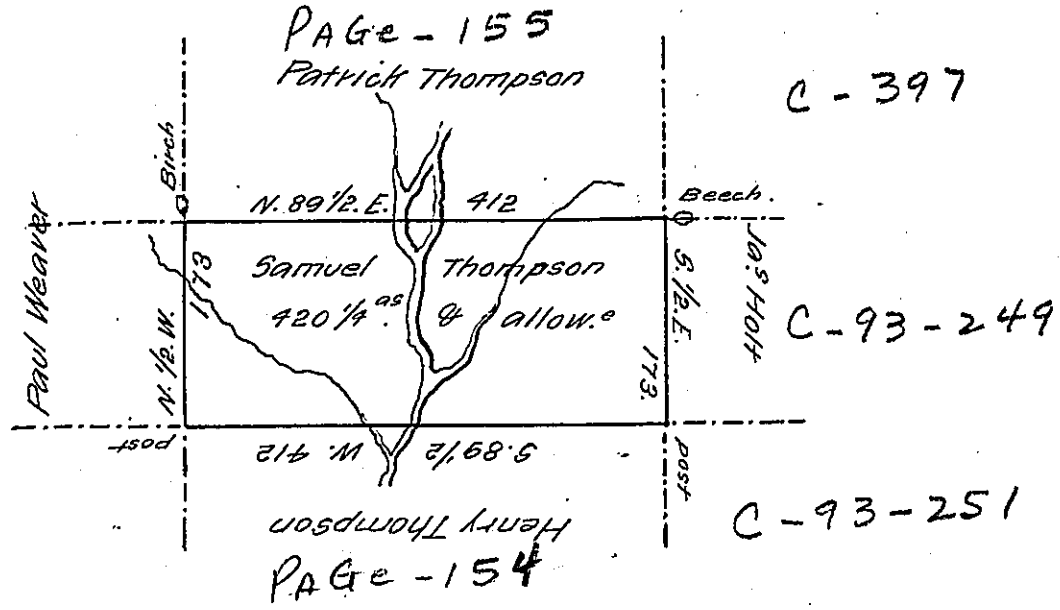 PAGe - 155
Patrick Thompson
C - 397
Birch
Beech.
N. 89 1/2. E. 412
Paul Weaver
N. 1/2. W. 173
Samuel Thompson
420 1/4 as. & allow.e
S. 1/2. E. 173.
Jas. Holt
C - 93 - 249
post
S. 89 1/2 W. 412
post
Henry Thompson
C - 93 - 251
PAGe - 154